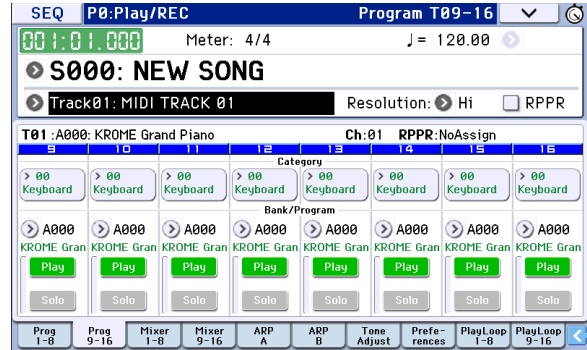 SEQ P0:Play/REC Program T09-16
001:01.000 Meter: 4/4 ♩= 120.00
S000: NEW SONG
Track01: MIDI TRACK 01 Resolution: Hi RPPR
T01 :A000: KROME Grand Piano Ch:01 RPPR:NoAssign
9 10 11 12 13 14 15 16
Category
00 00 00 00 00 00 00 00
Keyboard Keyboard Keyboard Keyboard Keyboard Keyboard Keyboard Keyboard
Bank/Program
A000 A000 A000 A000 A000 A000 A000 A000
KROME Gran KROME Gran KROME Gran KROME Gran KROME Gran KROME Gran KROME Gran KROME Gran
Play Play Play Play Play Play Play Play
Solo Solo Solo Solo Solo Solo Solo Solo
Prog 1-8 Prog 9-16 Mixer 1-8 Mixer 9-16 ARP A ARP B Tone Adjust Prefe-rences PlayLoop 1-8 PlayLoop 9-16